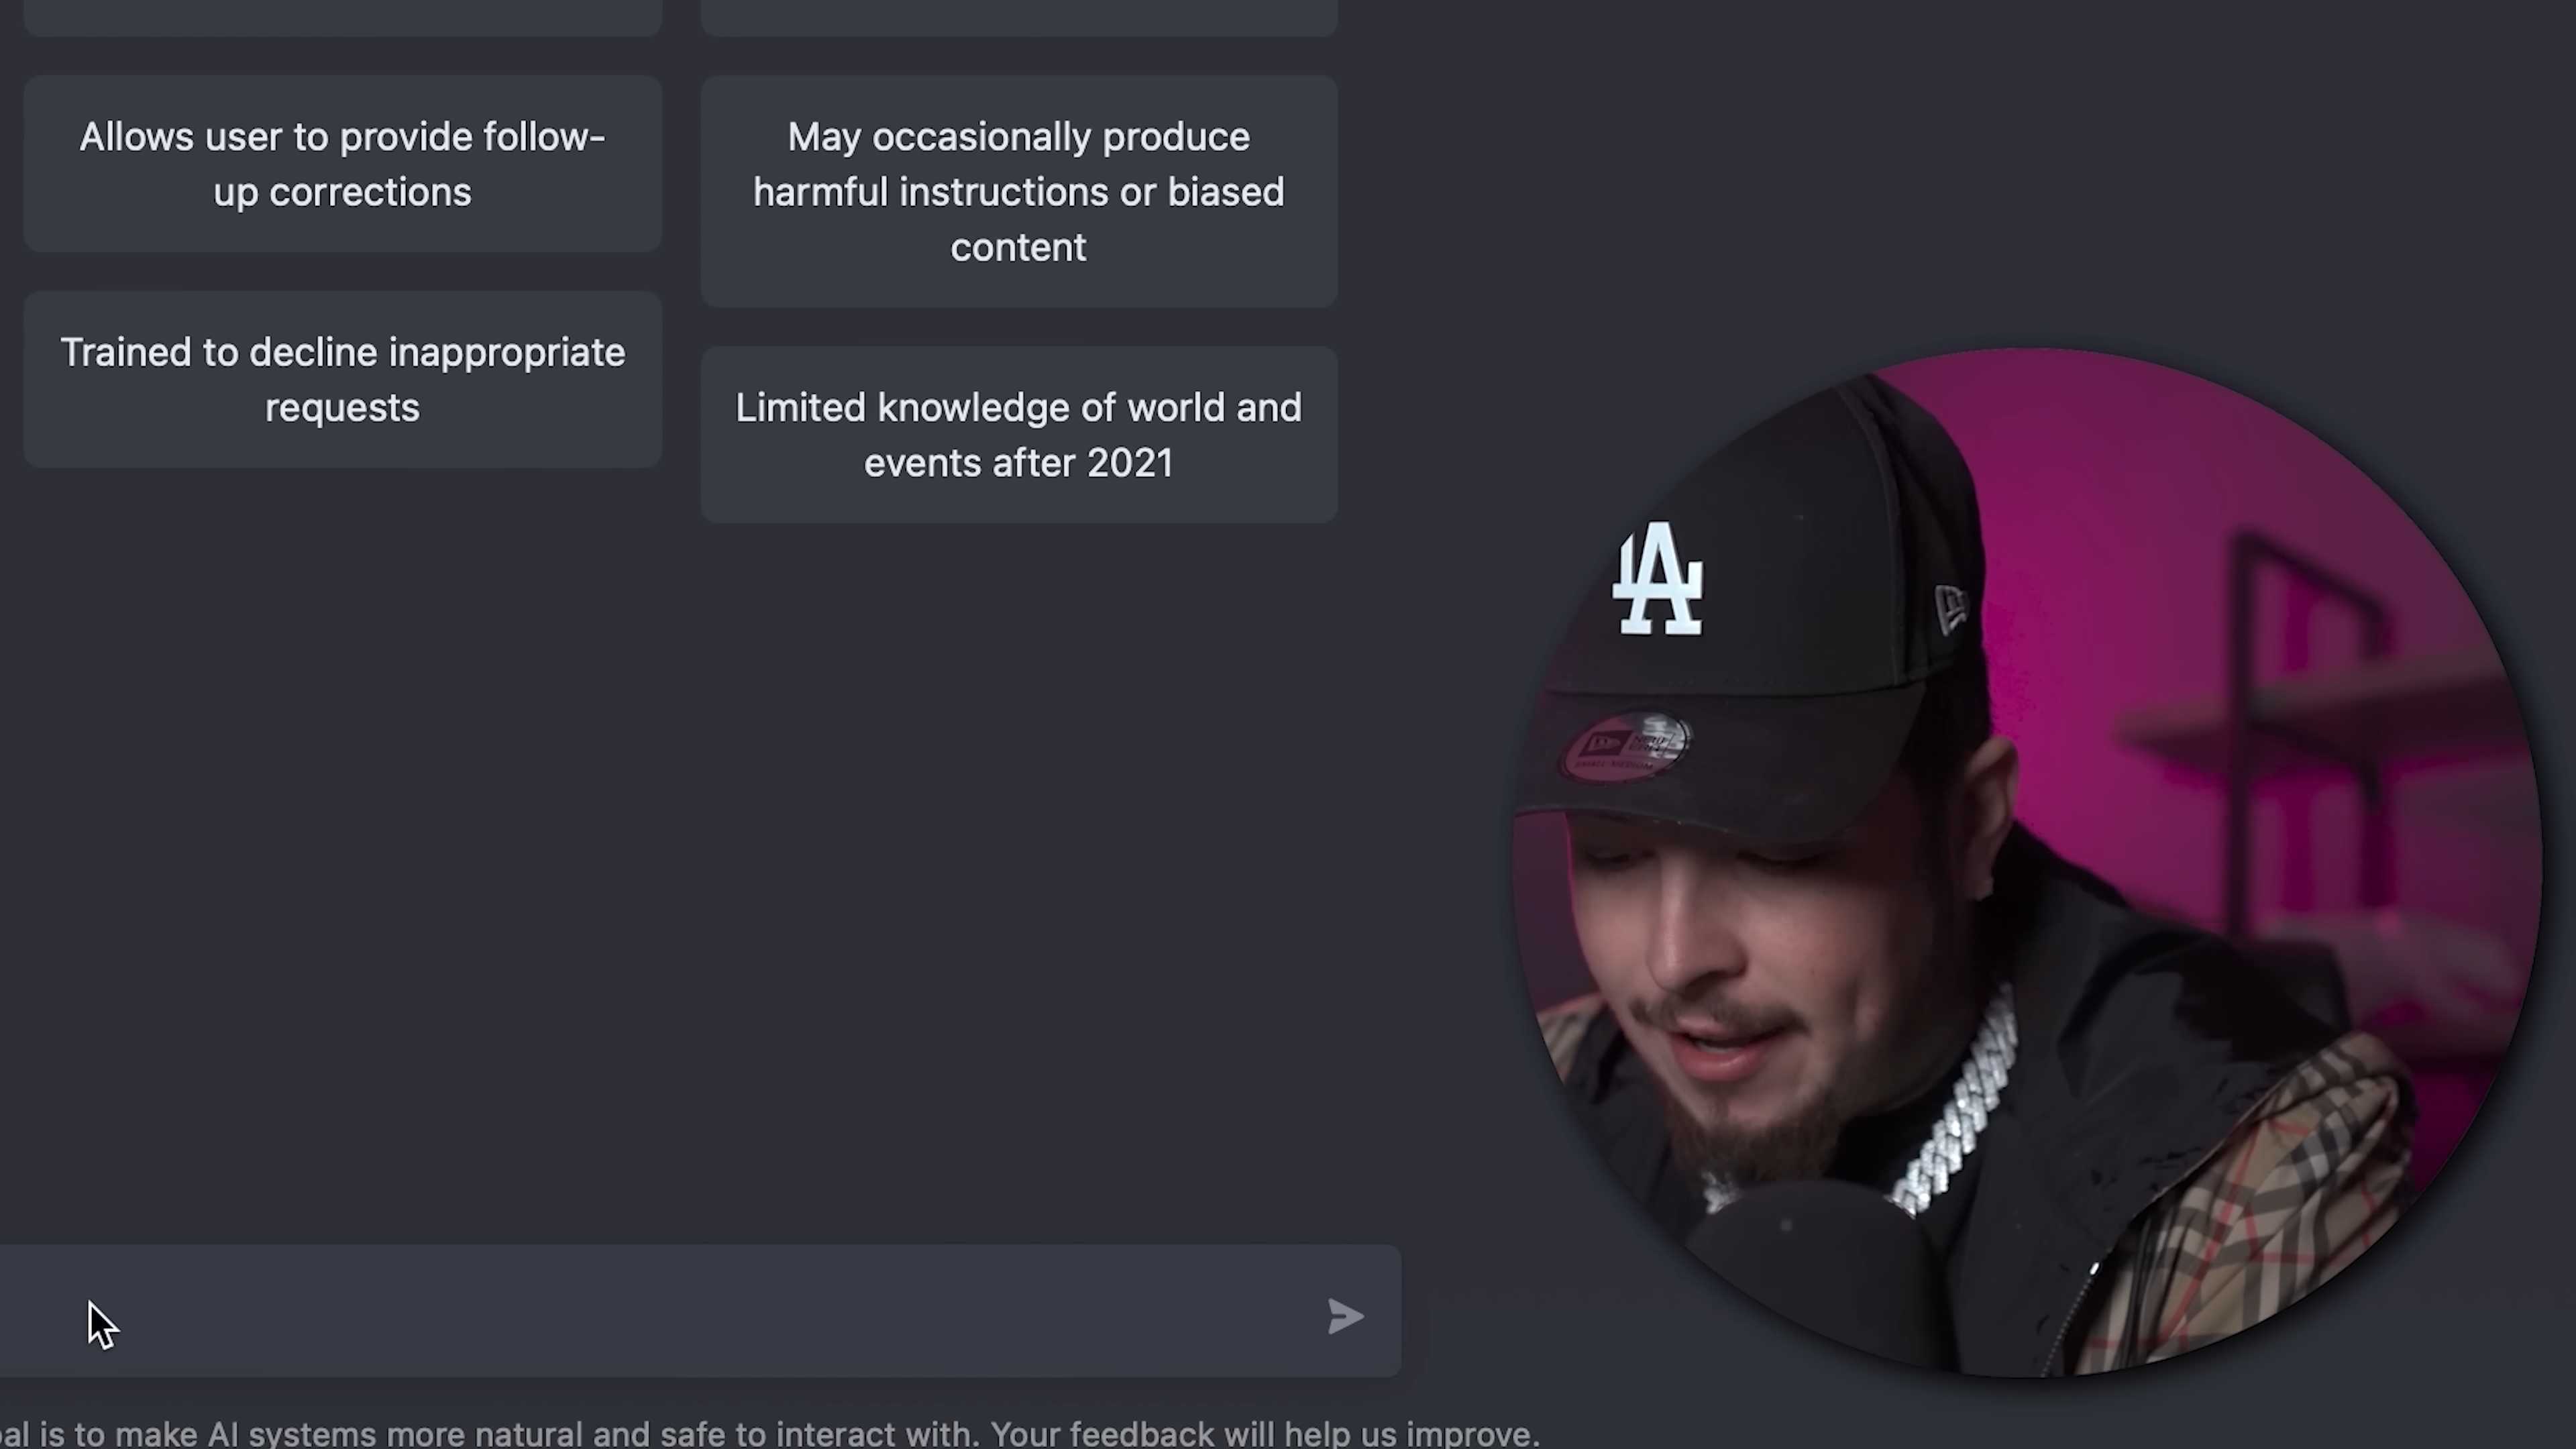 Allows user to provide follow-
up corrections
Trained to decline inappropriate
requests
May occasionally produce
harmful instructions or biased
content
Limited knowledge of world and
events after 2021
LA
al is to make AI systems more natural and safe to interact with. Your feedback will help us improve.